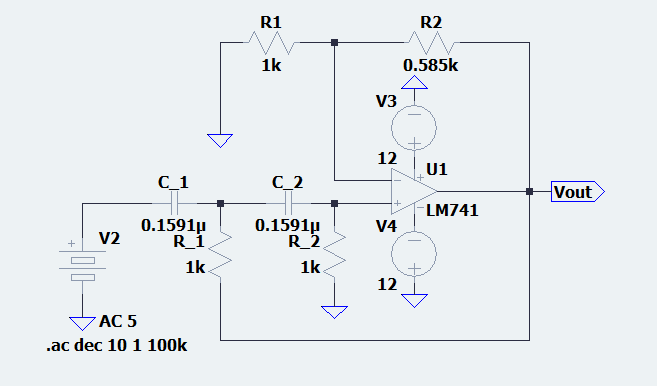 R1
R2
1k
0.585k
V3
12
U1
C_1
C_2
Vout
LM741
0.1591µ
0.1591µ
V4
V2
R_1
R_2
1k
1k
12
AC 5
.ac dec 10 1 100k